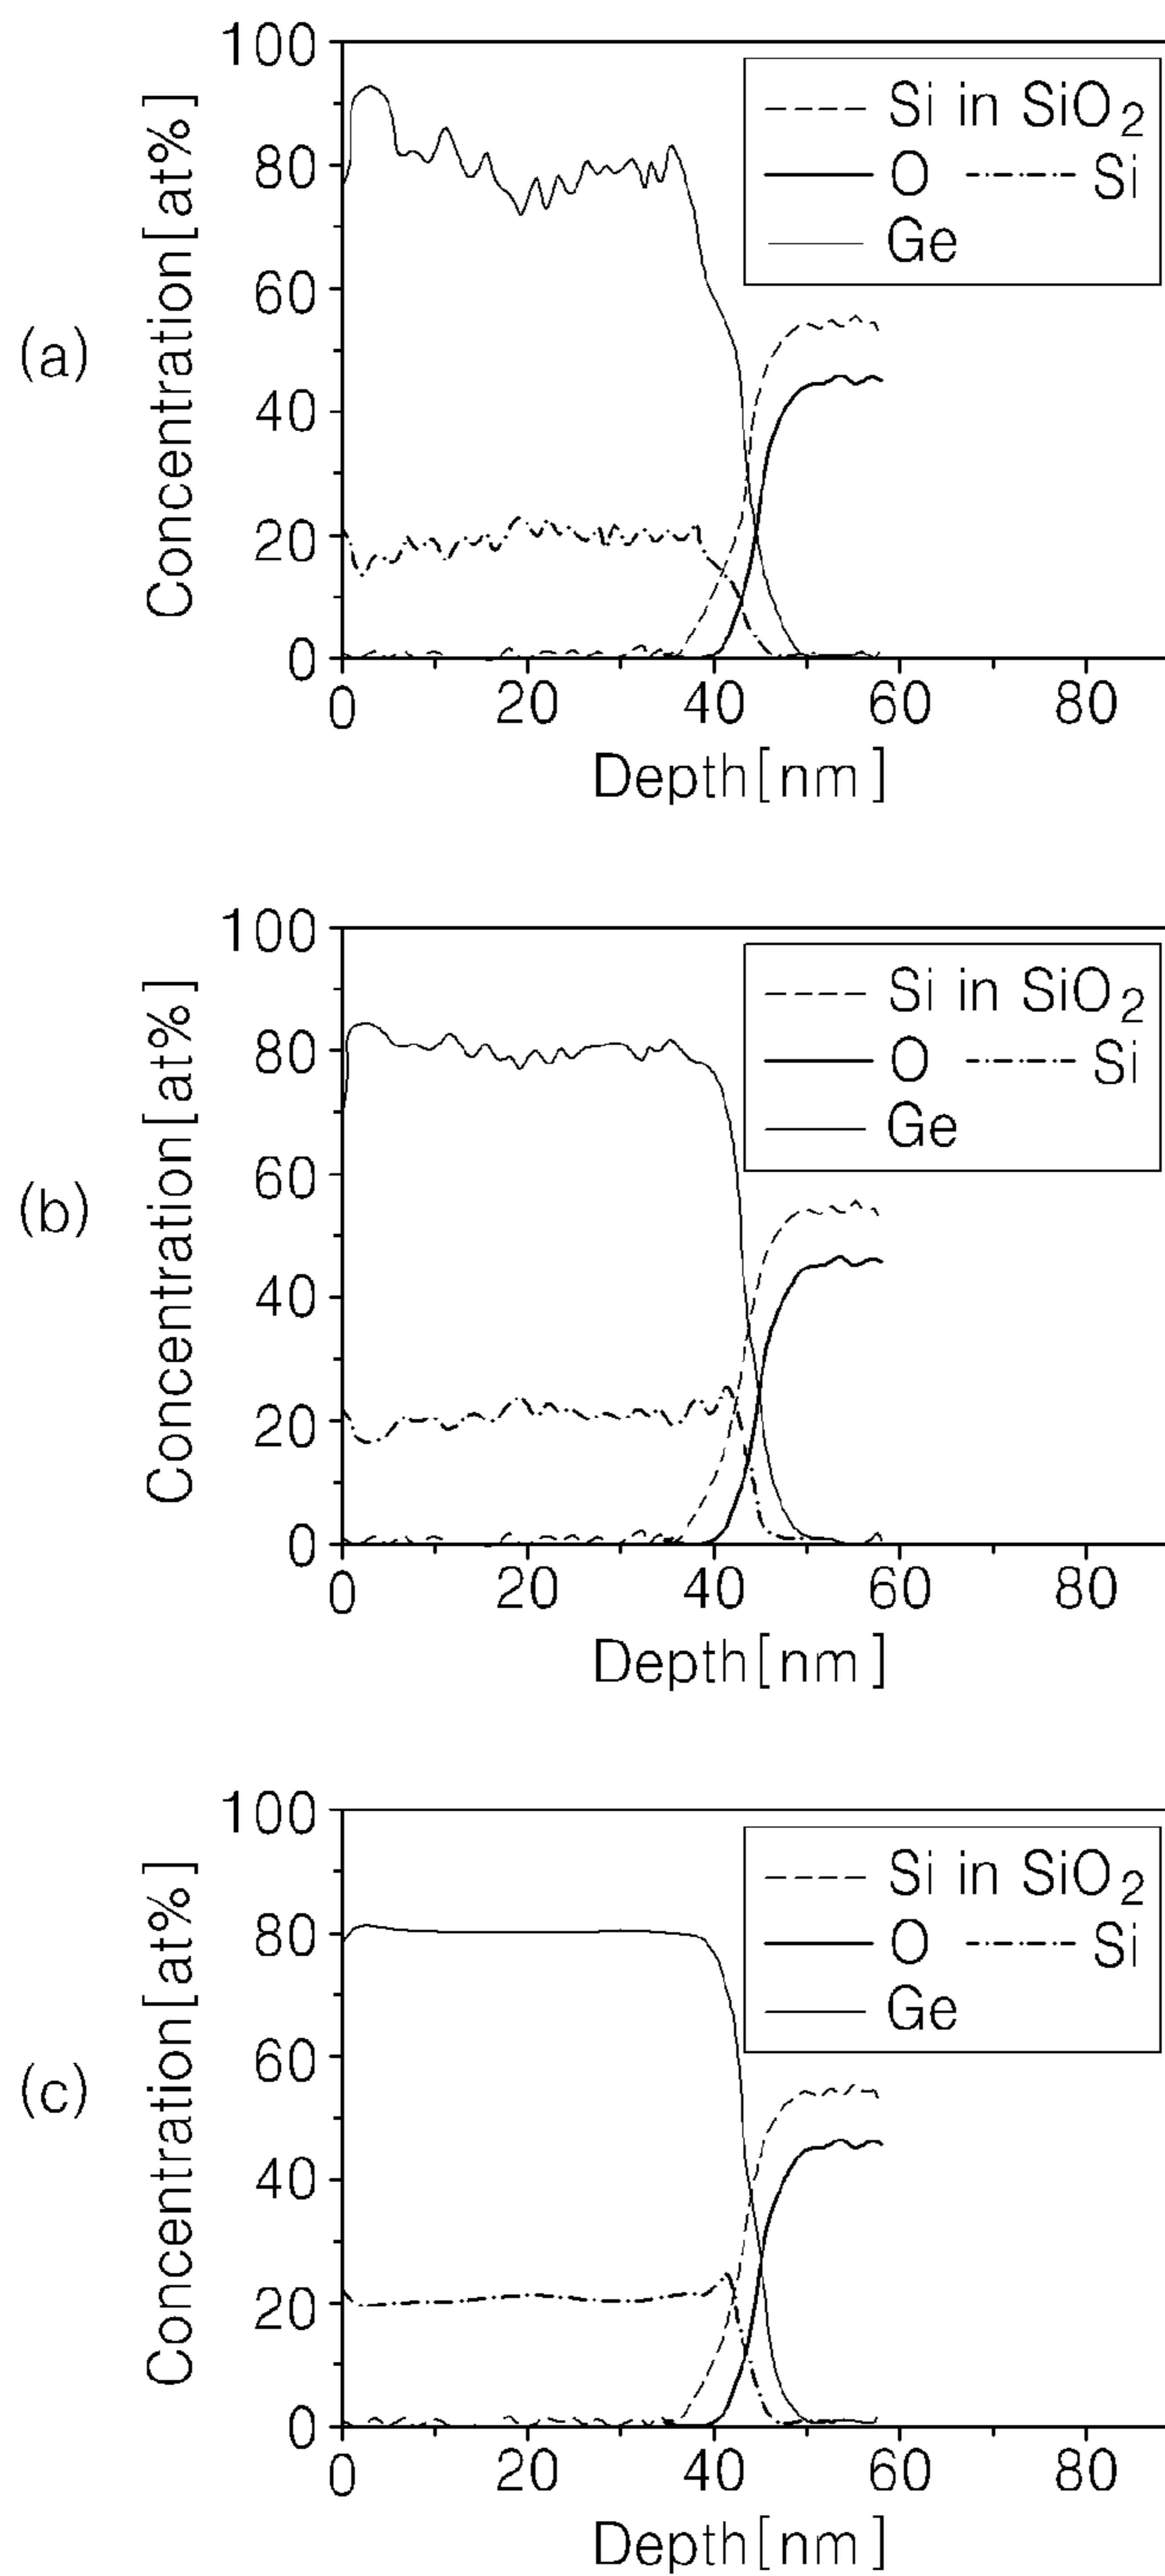 (a)
Concentration[at%]
100
80
60
40
20
0
Si in SiO2
O Si
Ge
0 20 40 60 80
Depth[nm]
(b)
Concentration[at%]
100
80
60
40
20
0
Si in SiO2
O Si
Ge
0 20 40 60 80
Depth[nm]
(c)
Concentration[at%]
100
80
60
40
20
0
Si in SiO2
O Si
Ge
0 20 40 60 80
Depth[nm]